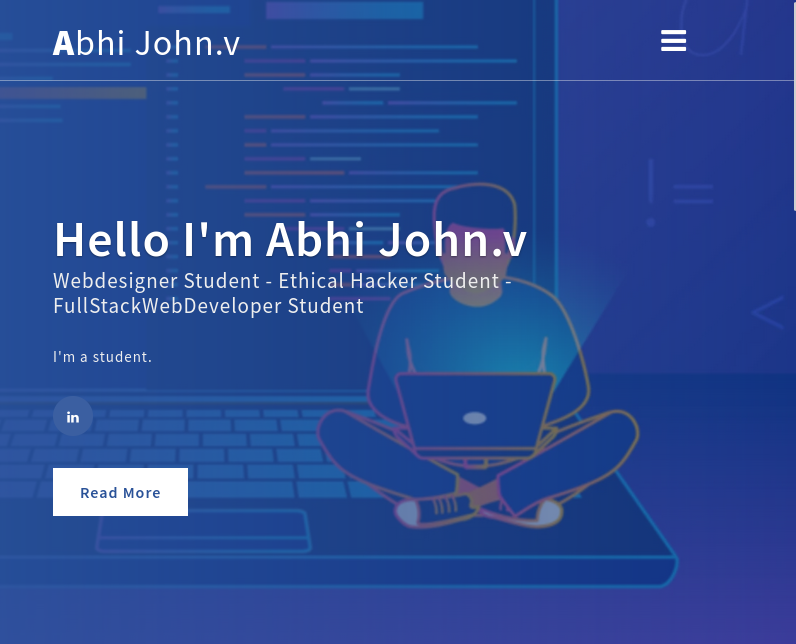 Abhi John.v
Hello I'm Abhi John.v
Webdesigner Student - Ethical Hacker Student -
FullStackWebDeveloper Student
I'm a student.
in
Read More
! =
<